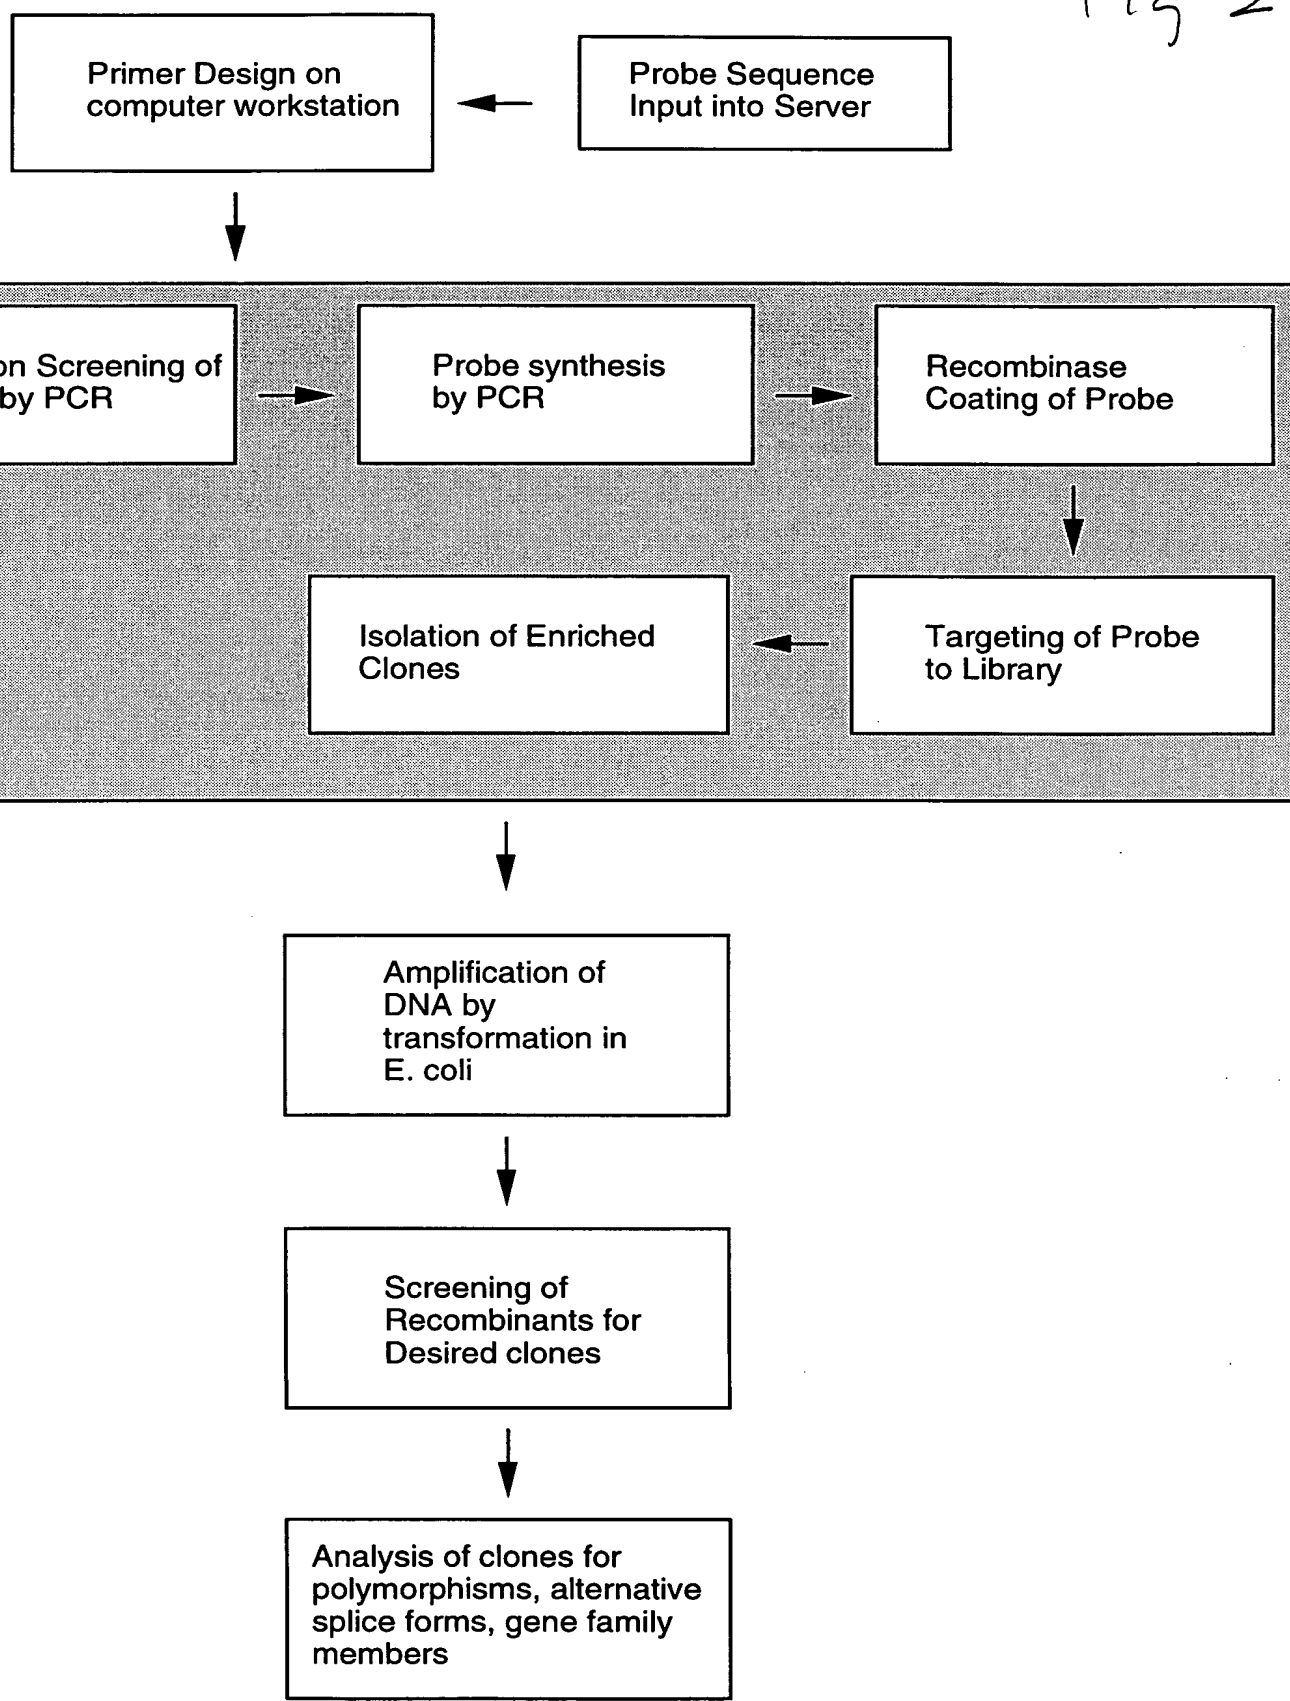 Fig 2
Primer Design on
computer workstation
Probe Sequence
Input into Server
on Screening of
by PCR
Probe synthesis
by PCR
Recombinase
Coating of Probe
Isolation of Enriched
Clones
Targeting of Probe
to Library
Amplification of
DNA by
transformation in
E. coli
Screening of
Recombinants for
Desired clones
Analysis of clones for
polymorphisms, alternative
splice forms, gene family
members